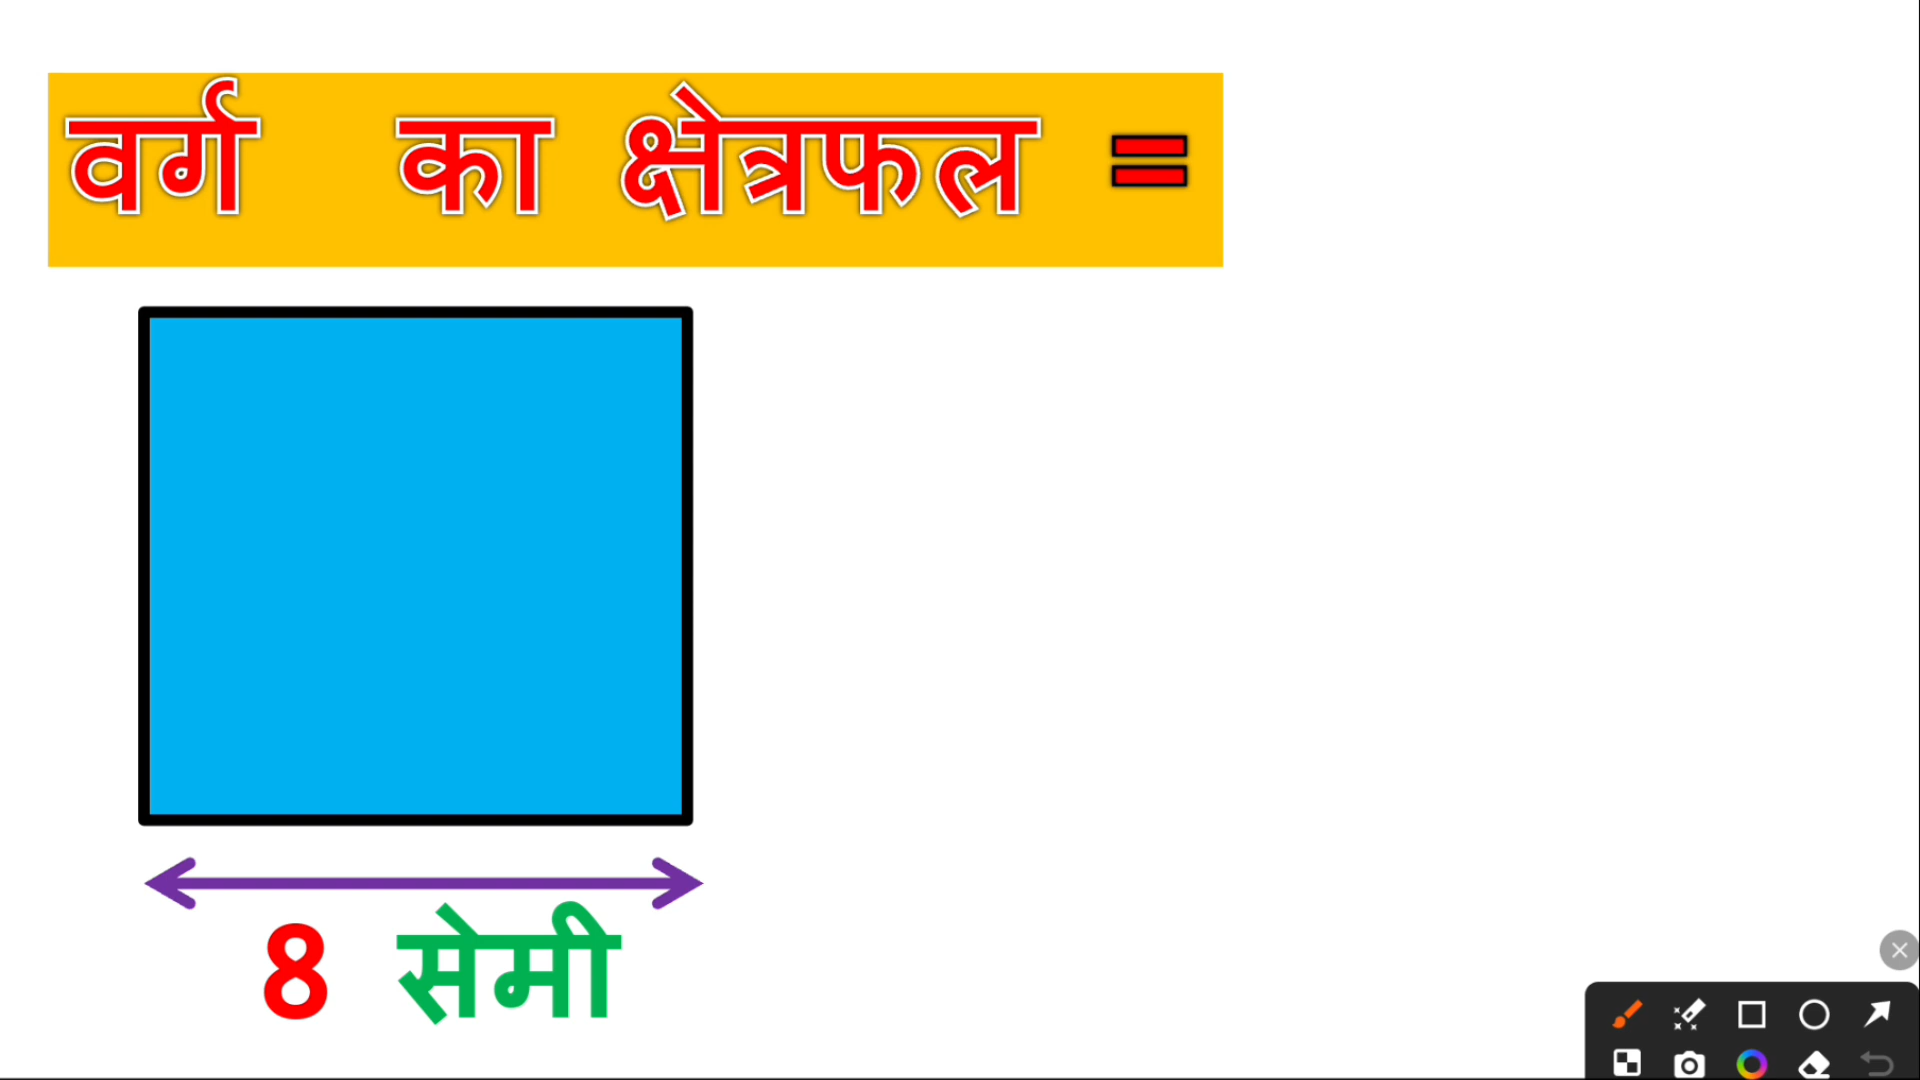 वर्ग का क्षेत्रफल =
8 सेमी